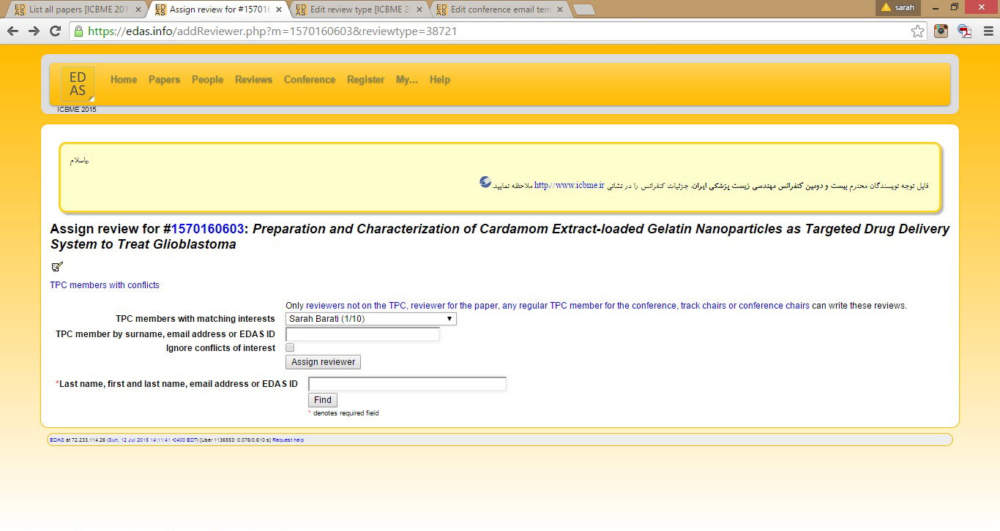 List all papers [ICBME 201
Assign review for #157016
Edit review type [ICBME 2
Edit conference email tem
sarah
https://edas.info/addReviewer.php?m=1570160603&reviewtype=38721
ED
AS
Home Papers People Reviews Conference Register My... Help
ICBME 2015
باسلام,
قابل توجه نویسندگان محترم بیست و دومین کنفرانس مهندسی زیست پزشکی ایران، جزئیات کنفرانس را در نشانی http://www.icbme.ir ملاحظه نمایید.
Assign review for #1570160603: Preparation and Characterization of Cardamom Extract-loaded Gelatin Nanoparticles as Targeted Drug Delivery
System to Treat Glioblastoma
TPC members with conflicts
Only reviewers not on the TPC, reviewer for the paper, any regular TPC member for the conference, track chairs or conference chairs can write these reviews.
TPC members with matching interests Sarah Barati (1/10)
TPC member by surname, email address or EDAS ID
Ignore conflicts of interest
Assign reviewer
*Last name, first and last name, email address or EDAS ID
Find
* denotes required field
EDAS at 72.233.114.26 (Sun, 12 Jul 2015 14:11:41 -0400 EDT) [User 1136553: 0.076/0.610 s] Request help